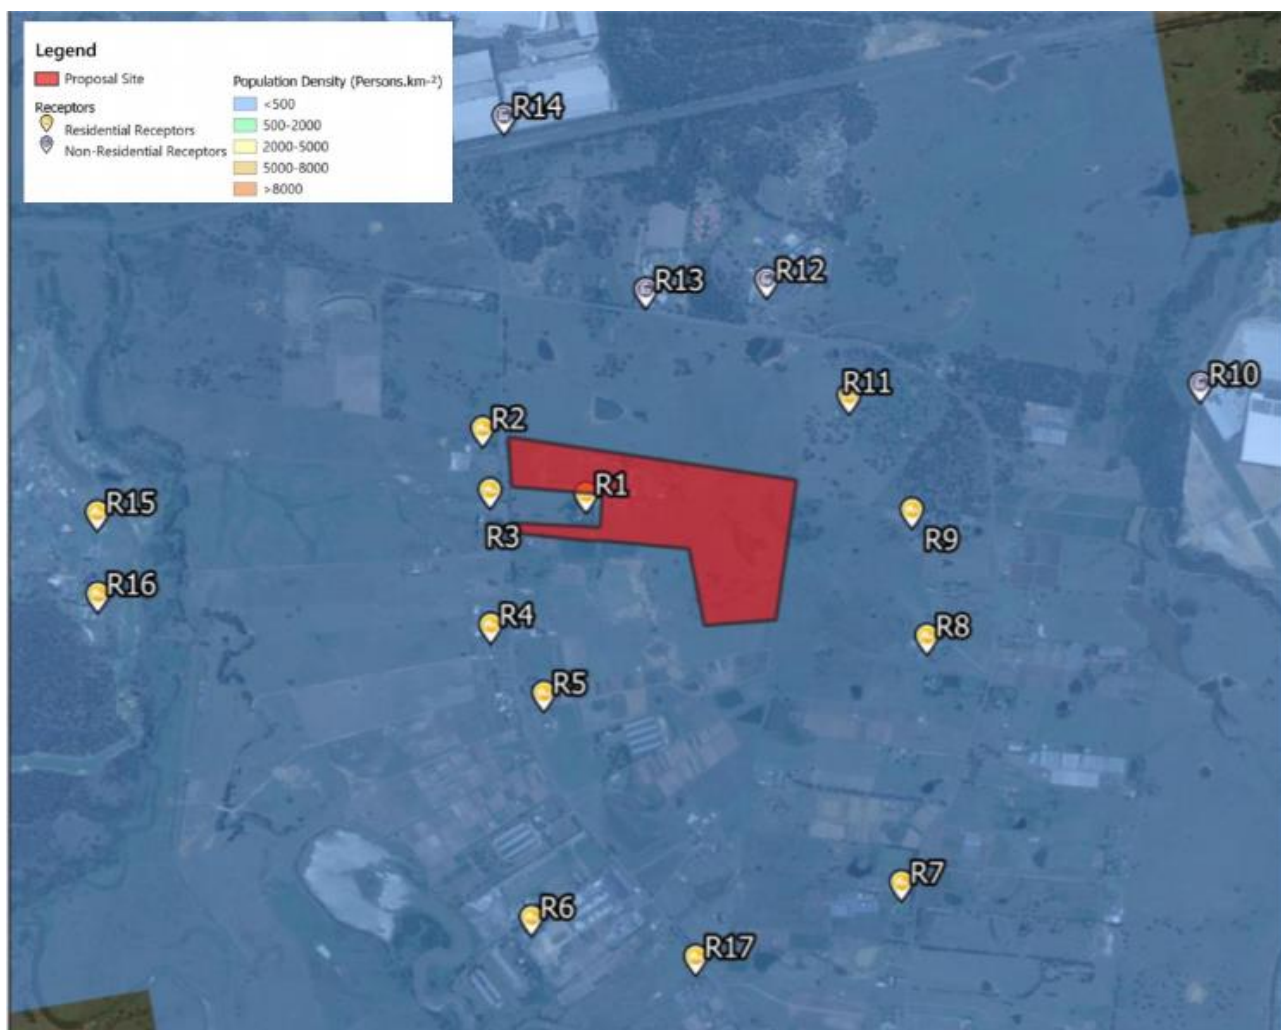 Legend
Proposal Site
Receptors
Residential Receptors
Non-Residential Receptors
Population Density (Persons.km-²)
<500
500-2000
2000-5000
5000-8000
>8000
R14
R13
R12
R10
R11
R2
R1
R15
R3
R9
R16
R4
R8
R5
R7
R6
R17